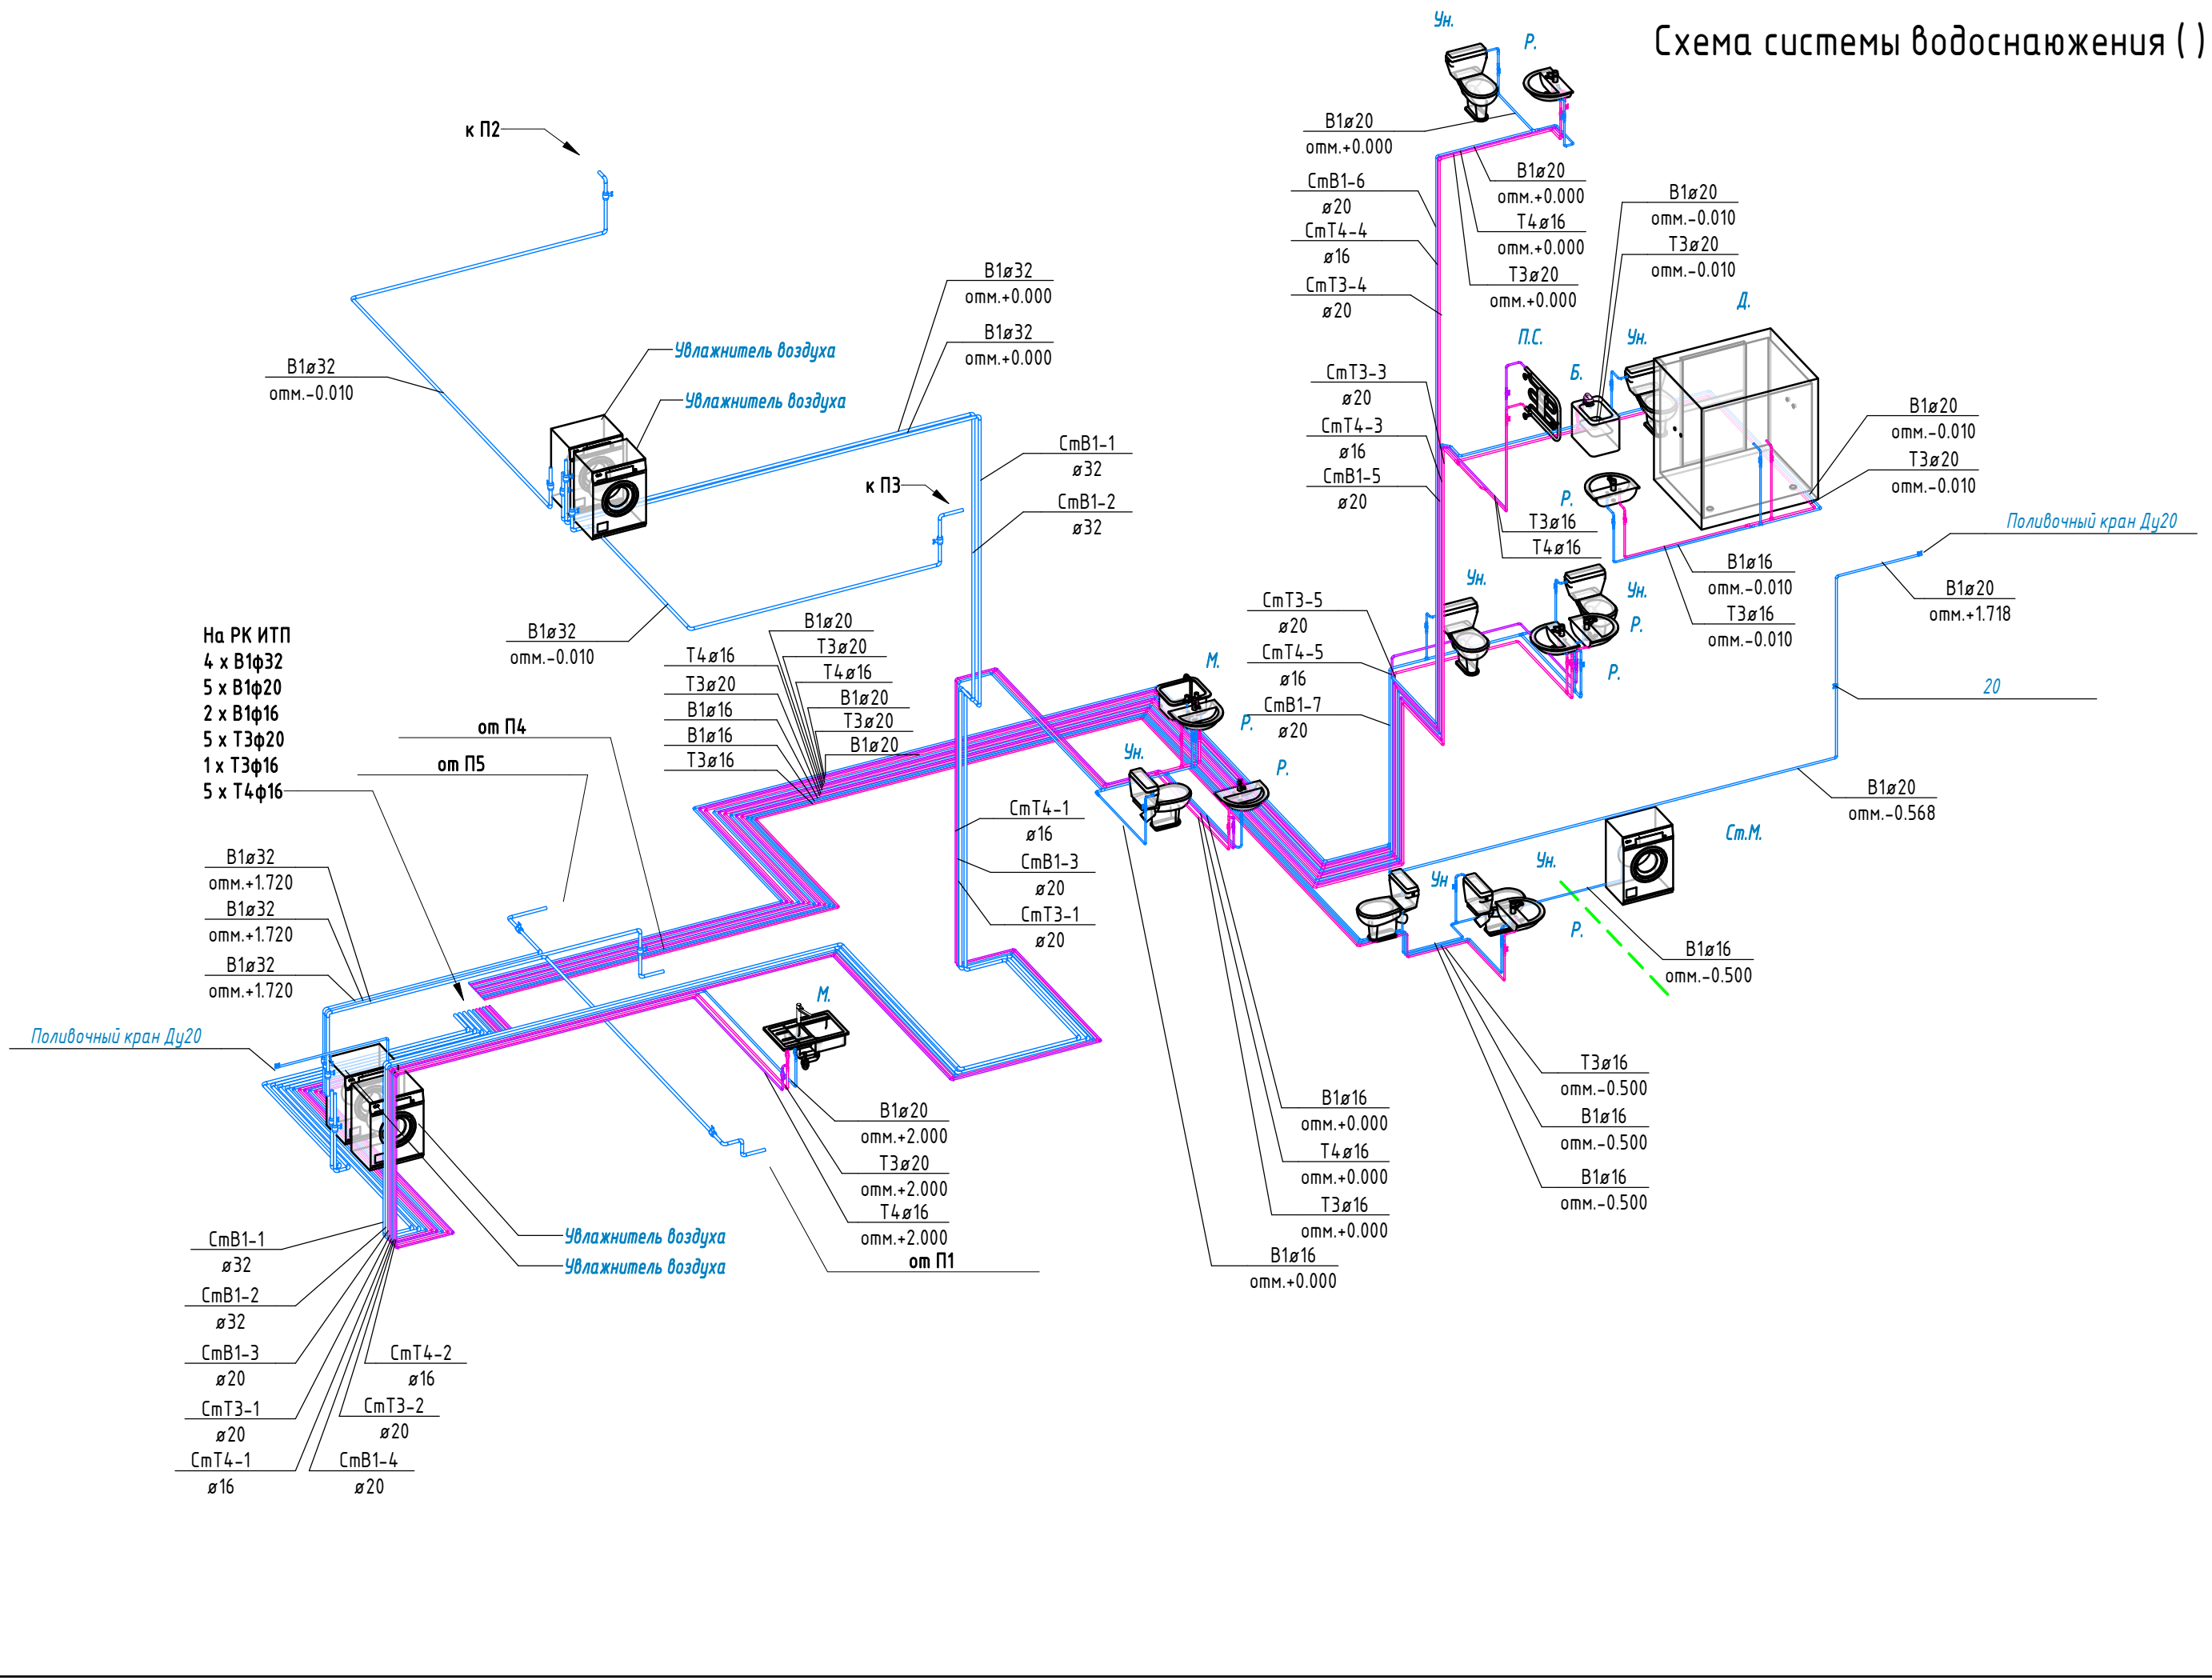 Схема системы водоснаюжения ( )
Ун.
Р.
к П2
В1ø20
отм.+0.000
В1ø20
отм.+0.000
Т4ø16
отм.+0.000
Т3ø20
отм.+0.000
СтВ1-6
ø20
СтТ4-4
ø16
СтТ3-4
ø20
В1ø20
отм.-0.010
Т3ø20
отм.-0.010
Д.
П.С.
Ун.
Б.
В1ø32
отм.+0.000
В1ø32
отм.+0.000
Увлажнитель воздуха
Увлажнитель воздуха
В1ø32
отм.-0.010
СтТ3-3
ø20
СтТ4-3
ø16
СтВ1-5
ø20
В1ø20
отм.-0.010
Т3ø20
отм.-0.010
СтВ1-1
ø32
СтВ1-2
ø32
к П3
Р.
Т3ø16
Т4ø16
Поливочный кран Ду20
В1ø16
отм.-0.010
Т3ø16
отм.-0.010
В1ø20
отм.+1.718
Ун.
Ун.
Р.
Р.
20
СтТ3-5
ø20
СтТ4-5
ø16
СтВ1-7
ø20
В1ø32
отм.-0.010
На РК ИТП
4 х В1ф32
5 х В1ф20
2 х В1ф16
5 х Т3ф20
1 х Т3ф16
5 х Т4ф16
Т4ø16
Т3ø20
В1ø16
В1ø16
Т3ø16
В1ø20
Т3ø20
Т4ø16
В1ø20
Т3ø20
В1ø20
М.
Р.
Ун.
Р.
от П4
от П5
В1ø20
отм.-0.568
СтТ4-1
ø16
СтВ1-3
ø20
СтТ3-1
ø20
Ст.М.
Ун.
Ун
Р.
В1ø16
отм.-0.500
В1ø32
отм.+1.720
В1ø32
отм.+1.720
В1ø32
отм.+1.720
М.
Поливочный кран Ду20
Т3ø16
отм.-0.500
В1ø16
отм.-0.500
В1ø16
отм.-0.500
В1ø20
отм.+2.000
Т3ø20
отм.+2.000
Т4ø16
отм.+2.000
от П1
В1ø16
отм.+0.000
Т4ø16
отм.+0.000
Т3ø16
отм.+0.000
В1ø16
отм.+0.000
Увлажнитель воздуха
Увлажнитель воздуха
СтВ1-1
ø32
СтВ1-2
ø32
СтВ1-3
ø20
СтТ3-1
ø20
СтТ4-1
ø16
СтТ4-2
ø16
СтТ3-2
ø20
СтВ1-4
ø20